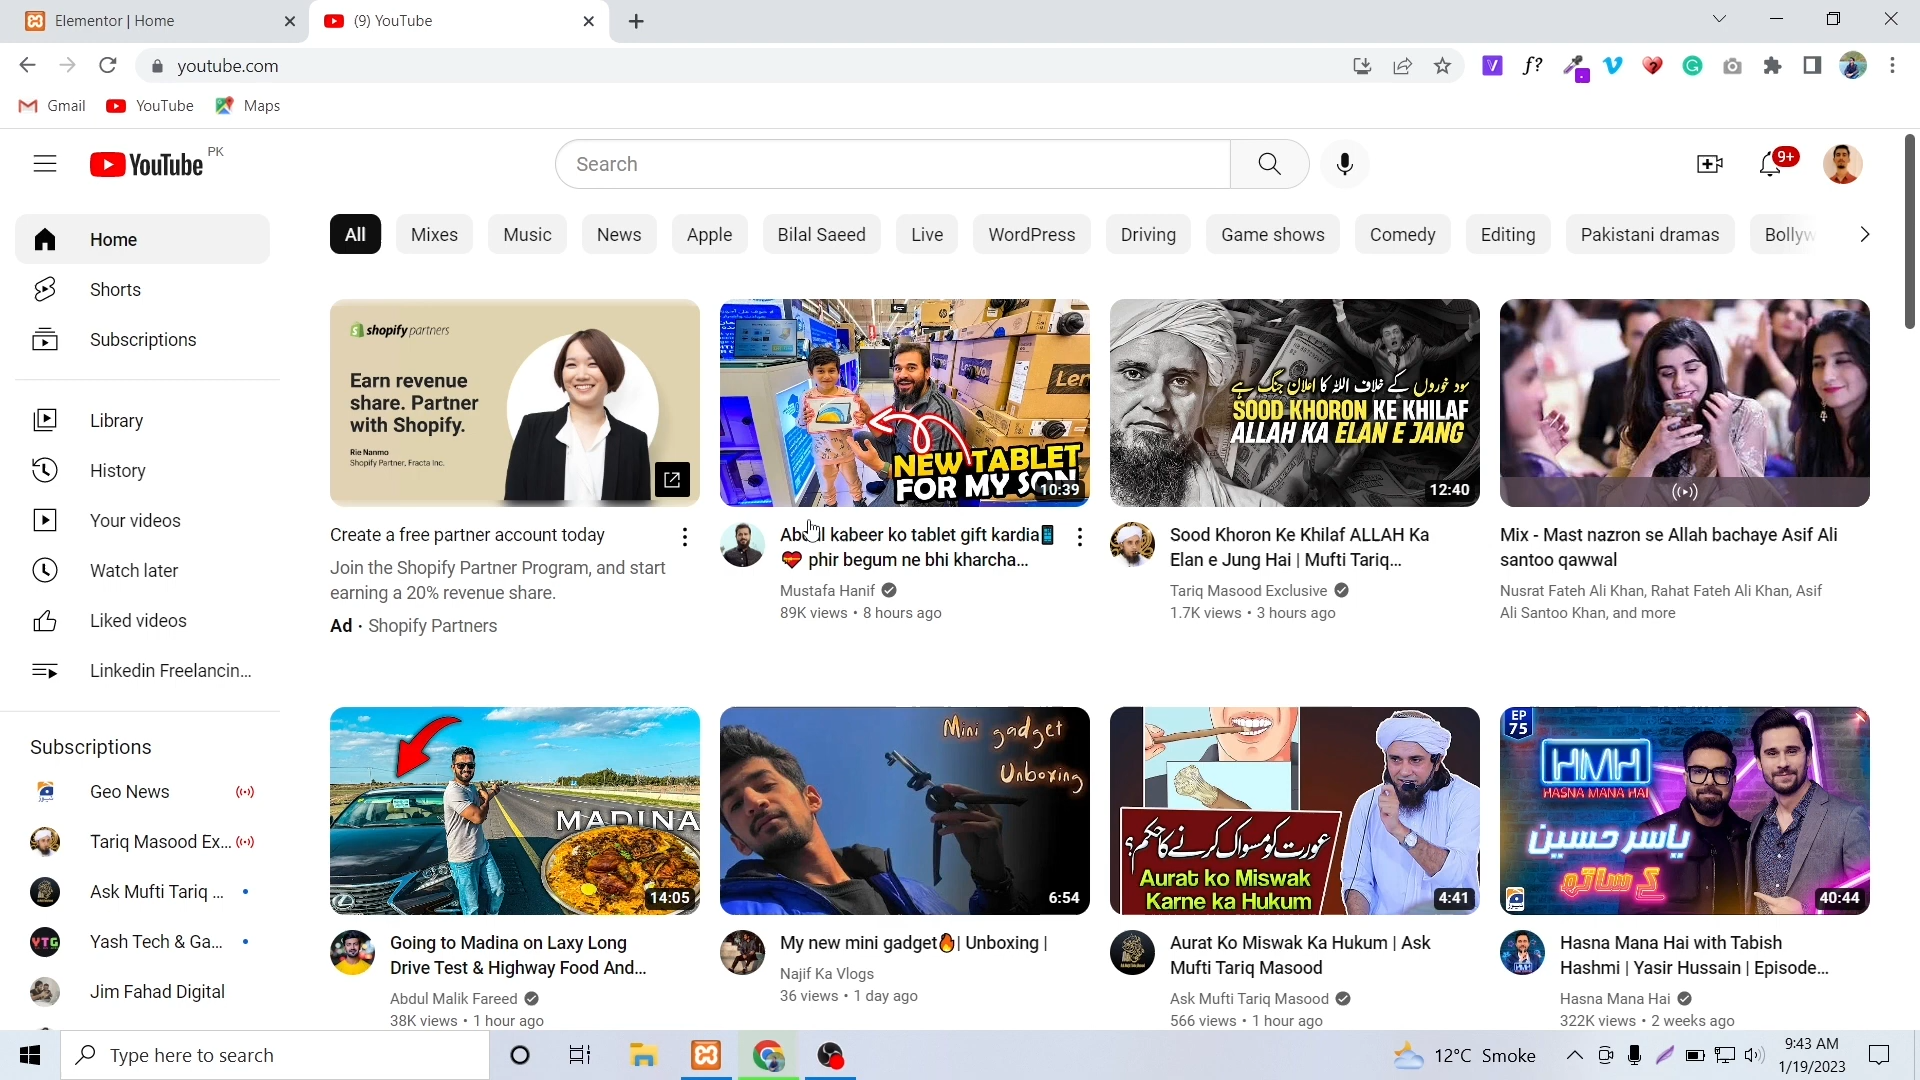 Elementor | Home
(9) YouTube
youtube.com
Gmail
YouTube
Maps
YouTube PK
Search
9+
All
Mixes
Music
News
Apple
Bilal Saeed
Live
WordPress
Driving
Game shows
Comedy
Editing
Pakistani dramas
Bollyw
Home
Shorts
Subscriptions
Library
History
Your videos
Watch later
Liked videos
Linkedin Freelancin...
Subscriptions
Geo News
Tariq Masood Ex...
Ask Mufti Tariq ...
YTG
Yash Tech & Ga...
Jim Fahad Digital
shopify partners
Earn revenue
share. Partner
with Shopify.
Rie Nanmo
Shopify Partner, Fracta Inc.
Create a free partner account today
Join the Shopify Partner Program, and start
earning a 20% revenue share.
Ad · Shopify Partners
Lenovo
Len
NEW TABLET
FOR MY SON
10:39
Abdul kabeer ko tablet gift kardia📱
💝 phir begum ne bhi kharcha...
Mustafa Hanif
89K views • 8 hours ago
سود خوروں کے خلاف اللہ کا اعلان جنگ ہے
SOOD KHORON KE KHILAF
ALLAH KA ELAN E JANG
12:40
Sood Khoron Ke Khilaf ALLAH Ka
Elan e Jung Hai | Mufti Tariq...
Tariq Masood Exclusive
1.7K views • 3 hours ago
Mix - Mast nazron se Allah bachaye Asif Ali
santoo qawwal
Nusrat Fateh Ali Khan, Rahat Fateh Ali Khan, Asif
Ali Santoo Khan, and more
MADINA
14:05
Going to Madina on Laxy Long
Drive Test & Highway Food And...
Abdul Malik Fareed
38K views • 1 hour ago
Mini gadget
Unboxing
6:54
My new mini gadget🔥| Unboxing |
Najif Ka Vlogs
36 views • 1 day ago
عورت کو مسواک کرنے کا حکم؟
Aurat ko Miswak
Karne ka Hukum
4:41
Aurat Ko Miswak Ka Hukum | Ask
Mufti Tariq Masood
Ask Mufti Tariq Masood
566 views • 1 hour ago
EP
75
HMH
HASNA MANA HAI
یاسر حسین
کے ساتھ
40:44
Hasna Mana Hai with Tabish
Hashmi | Yasir Hussain | Episode...
Hasna Mana Hai
322K views • 2 weeks ago
Type here to search
12°C Smoke
9:43 AM
1/19/2023